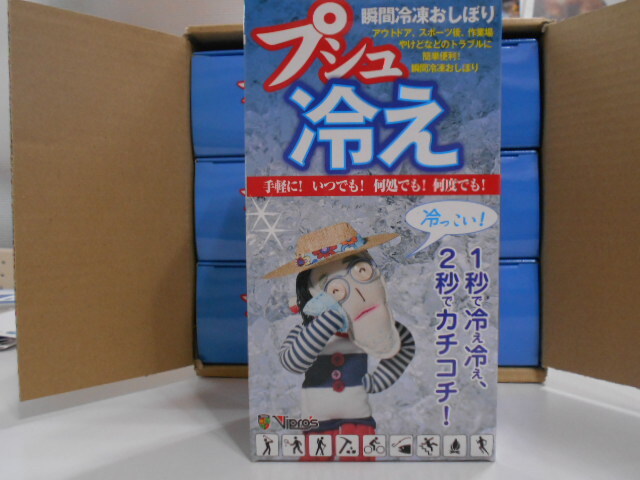 瞬間冷凍おしぼり
アウトドア、スポーツ後、作業場
やけどなどのトラブルに
簡単便利!
瞬間冷凍おしぼり
プシュ
冷え
手軽に! いつでも! 何処でも! 何度でも!
冷っこい!
1秒で冷え冷え、
2秒でカチコチ!
Vipro's